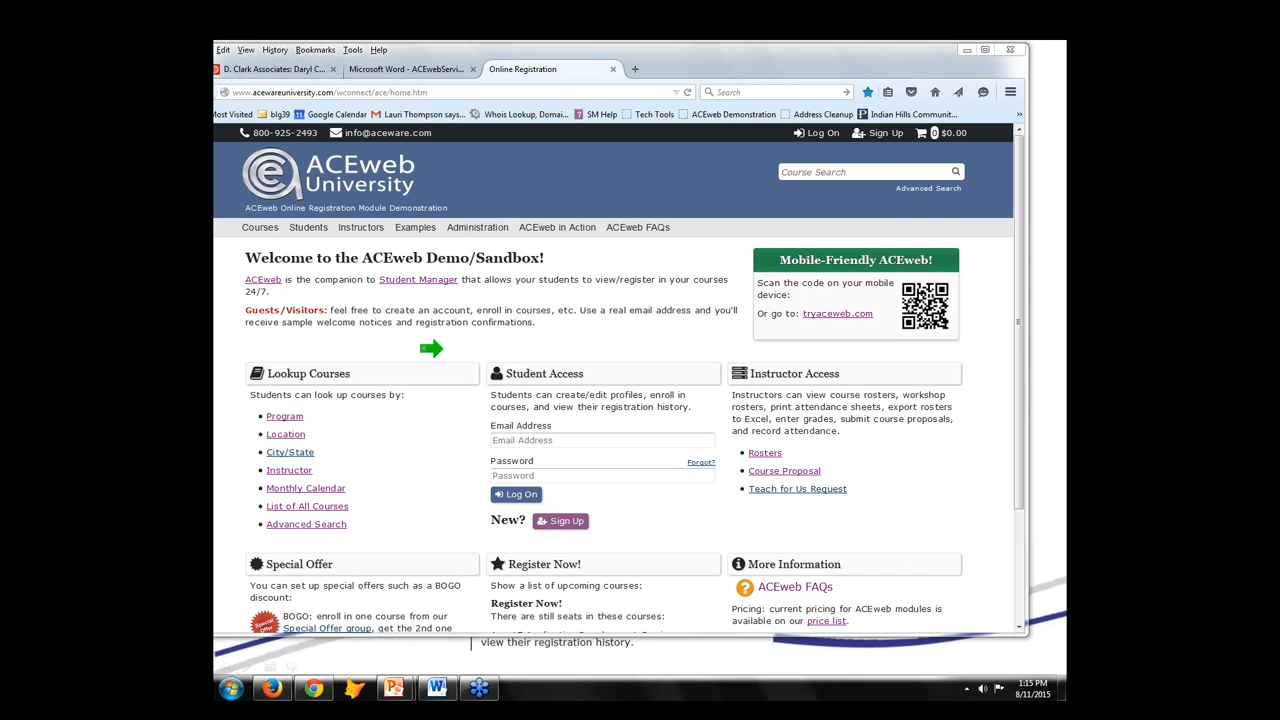 Edit View History Bookmarks Tools Help
D. Clark Associates: Daryl C... Microsoft Word - ACEwebServi... Online Registration
www.acewareuniversity.com/wconnect/ace/home.htm Search
Most Visited blg39 Google Calendar Lauri Thompson says... Whois Lookup, Domai... SM Help Tech Tools ACEweb Demonstration Address Cleanup Indian Hills Communit...
800-925-2493 info@aceware.com Log On Sign Up 0 $0.00
ACEweb
University
Course Search
Advanced Search
ACEweb Online Registration Module Demonstration
Courses Students Instructors Examples Administration ACEweb in Action ACEweb FAQs
Welcome to the ACEweb Demo/Sandbox!
ACEweb is the companion to Student Manager that allows your students to view/register in your courses
24/7.
Guests/Visitors: feel free to create an account, enroll in courses, etc. Use a real email address and you'll
receive sample welcome notices and registration confirmations.
Mobile-Friendly ACEweb!
Scan the code on your mobile
device:
Or go to: tryaceweb.com
Lookup Courses
Students can look up courses by:
Program
Location
City/State
Instructor
Monthly Calendar
List of All Courses
Advanced Search
Student Access
Students can create/edit profiles, enroll in
courses, and view their registration history.
Email Address
Email Address
Password Forgot?
Password
Log On
New? Sign Up
Instructor Access
Instructors can view course rosters, workshop
rosters, print attendance sheets, export rosters
to Excel, enter grades, submit course proposals,
and record attendance.
Rosters
Course Proposal
Teach for Us Request
Special Offer
You can set up special offers such as a BOGO
discount:
Special Offer
BOGO: enroll in one course from our
Special Offer group, get the 2nd one
Register Now!
Show a list of upcoming courses:
Register Now!
There are still seats in these courses:
More Information
ACEweb FAQs
Pricing: current pricing for ACEweb modules is
available on our price list.
view their registration history.
1:15 PM
8/11/2015